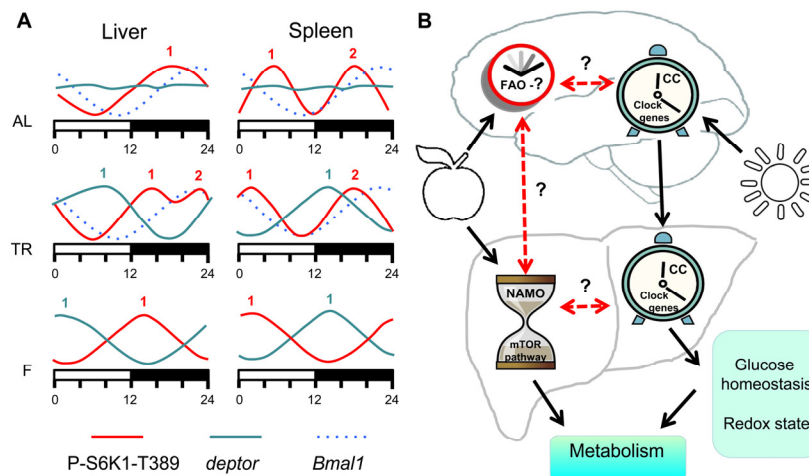 A
Liver
Spleen
1
1
2
AL
0
12
24
0
12
24
1
1
2
2
1
1
TR
0
12
24
0
12
24
1
1
1
1
F
0
12
24
0
12
24
P-S6K1-T389
deptor
Bmal1
B
FAO -?
?
CC
Clock
genes
?
NAMO
mTOR
pathway
?
CC
Clock
genes
Glucose
homeostasis
Redox state
Metabolism